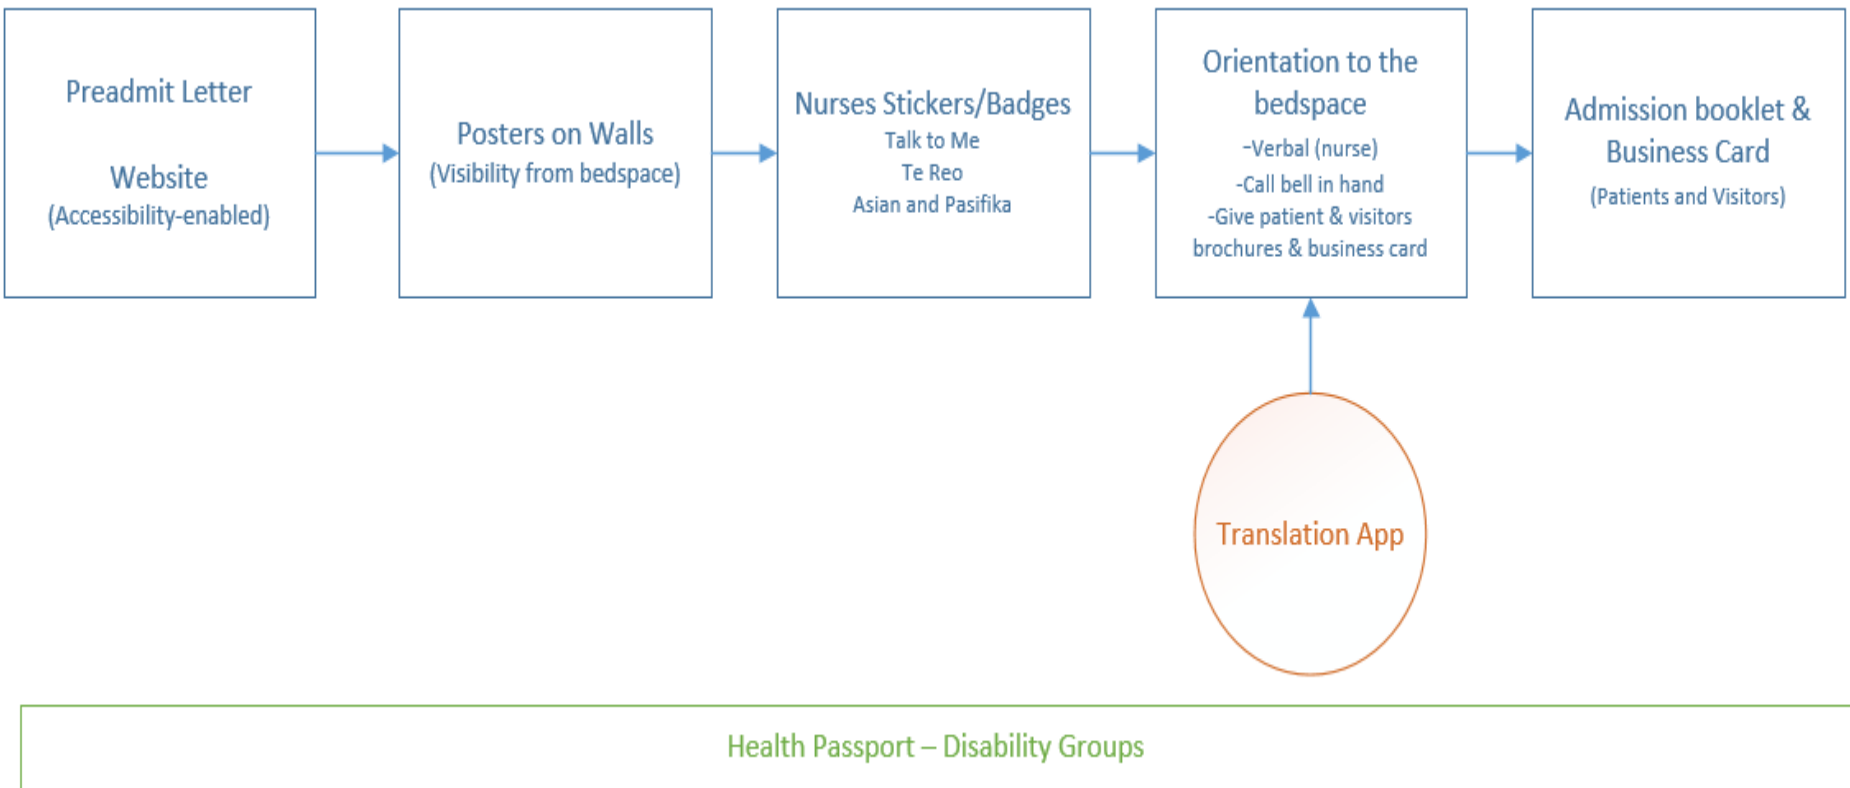 Preadmit Letter
Website
(Accessibility-enabled)
Posters on Walls
(Visibility from bedspace)
Nurses Stickers/Badges
Talk to Me
Te Reo
Asian and Pasifika
Orientation to the
bedspace
-Verbal (nurse)
-Call bell in hand
-Give patient & visitors
brochures & business card
Admission booklet &
Business Card
(Patients and Visitors)
Translation App
Health Passport – Disability Groups